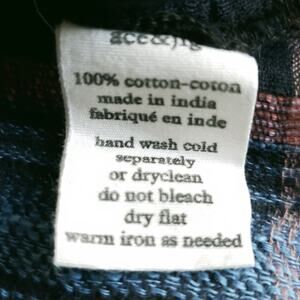 ace&jig
100% cotton-coton
made in india
fabriqué en inde
hand wash cold
separately
or dryclean
do not bleach
dry flat
warm iron as needed